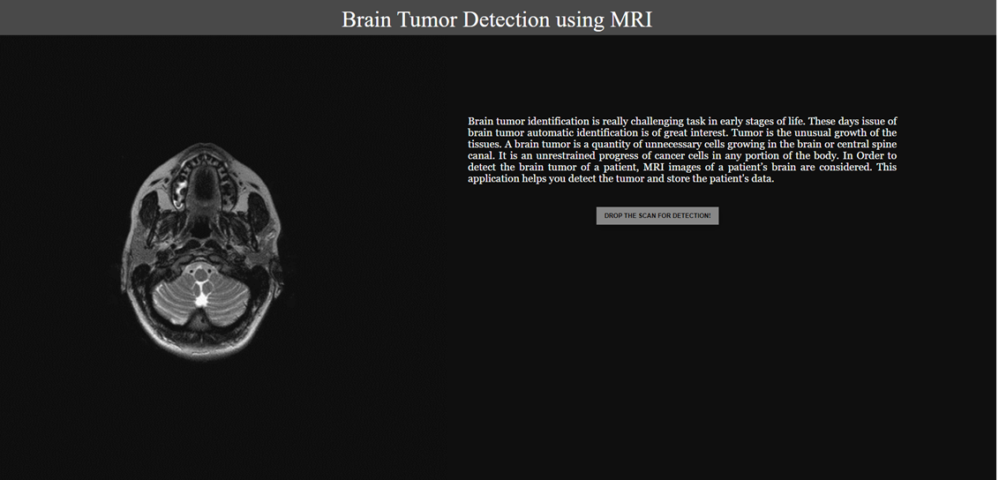 Brain Tumor Detection using MRI
Brain tumor identification is really challenging task in early stages of life. These days issue of
brain tumor automatic identification is of great interest. Tumor is the unusual growth of the
tissues. A brain tumor is a quantity of unnecessary cells growing in the brain or central spine
canal. It is an unrestrained progress of cancer cells in any portion of the body. In Order to
detect the brain tumor of a patient, MRI images of a patient's brain are considered. This
application helps you detect the tumor and store the patient's data.
DROP THE SCAN FOR DETECTION!